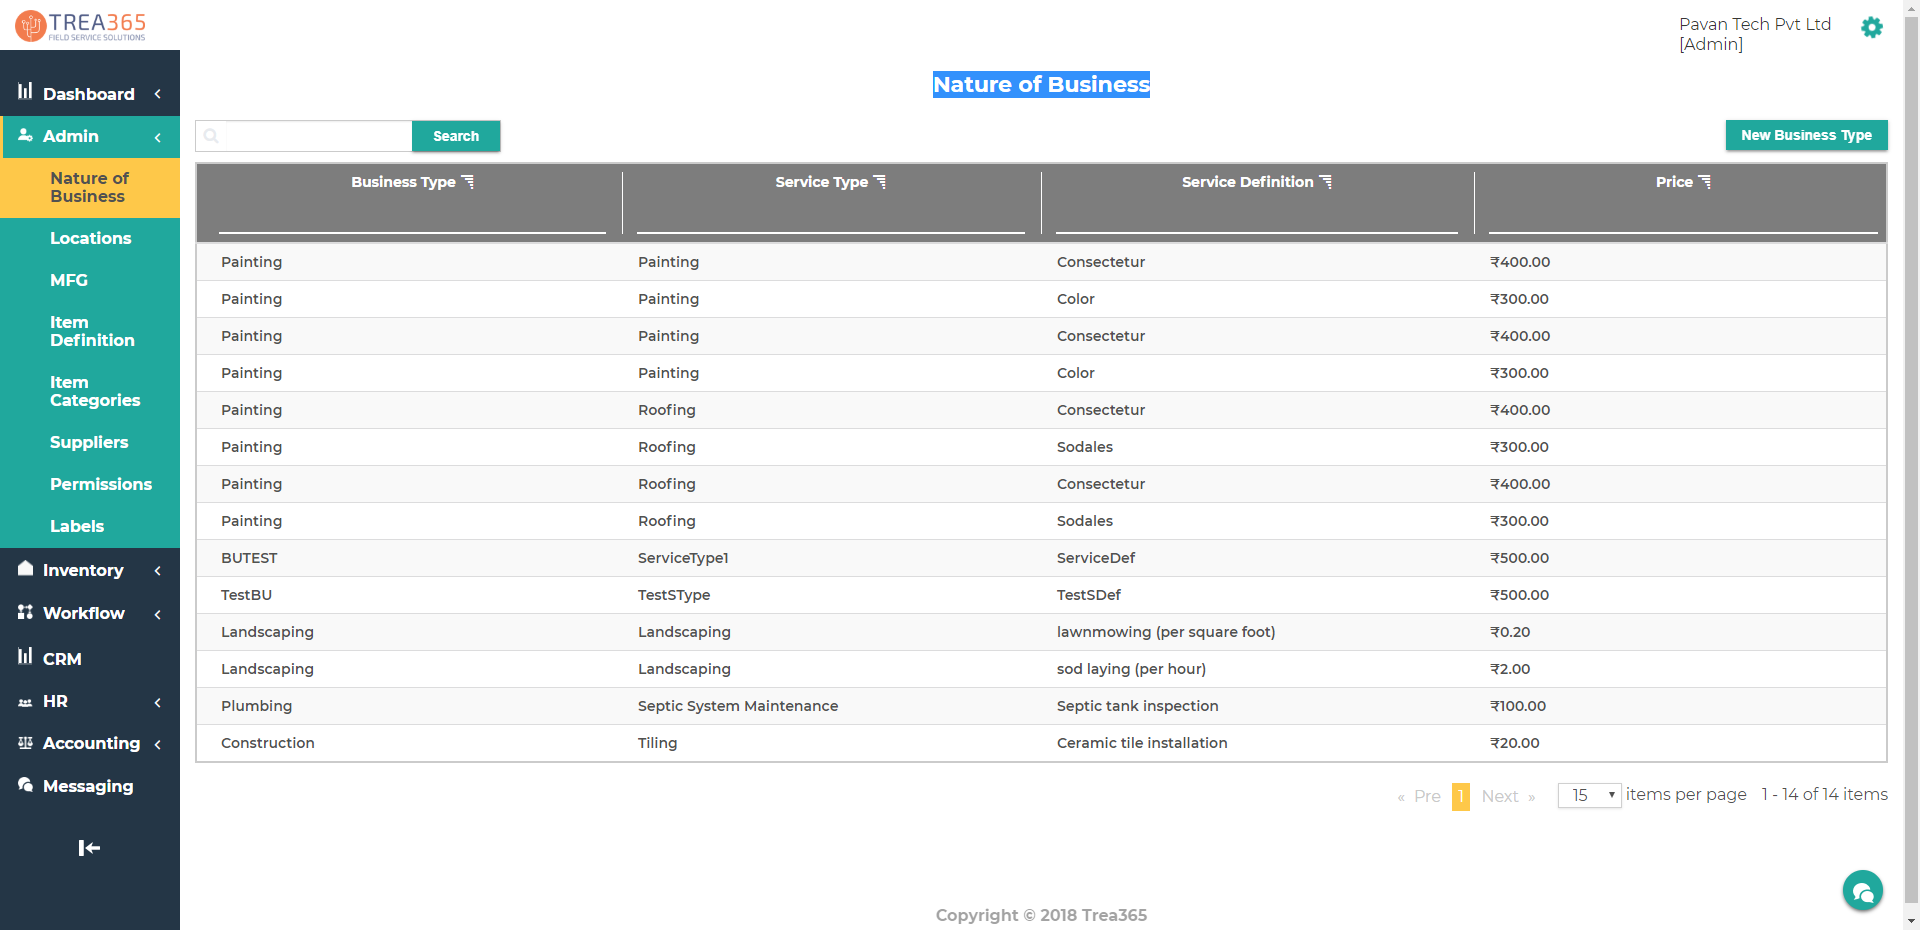 TREA365
FIELD SERVICE SOLUTIONS
Pavan Tech Pvt Ltd
[Admin]
Dashboard
Admin
Nature of
Business
Locations
MFG
Item
Definition
Item
Categories
Suppliers
Permissions
Labels
Inventory
Workflow
CRM
HR
Accounting
Messaging
Nature of Business
Search
New Business Type
Business Type Service Type Service Definition Price
Painting Painting Consectetur ₹400.00
Painting Painting Color ₹300.00
Painting Painting Consectetur ₹400.00
Painting Painting Color ₹300.00
Painting Roofing Consectetur ₹400.00
Painting Roofing Sodales ₹300.00
Painting Roofing Consectetur ₹400.00
Painting Roofing Sodales ₹300.00
BUTEST ServiceType1 ServiceDef ₹500.00
TestBU TestSType TestSDef ₹500.00
Landscaping Landscaping lawnmowing (per square foot) ₹0.20
Landscaping Landscaping sod laying (per hour) ₹2.00
Plumbing Septic System Maintenance Septic tank inspection ₹100.00
Construction Tiling Ceramic tile installation ₹20.00
« Pre 1 Next » 15 items per page 1 - 14 of 14 items
Copyright © 2018 Trea365